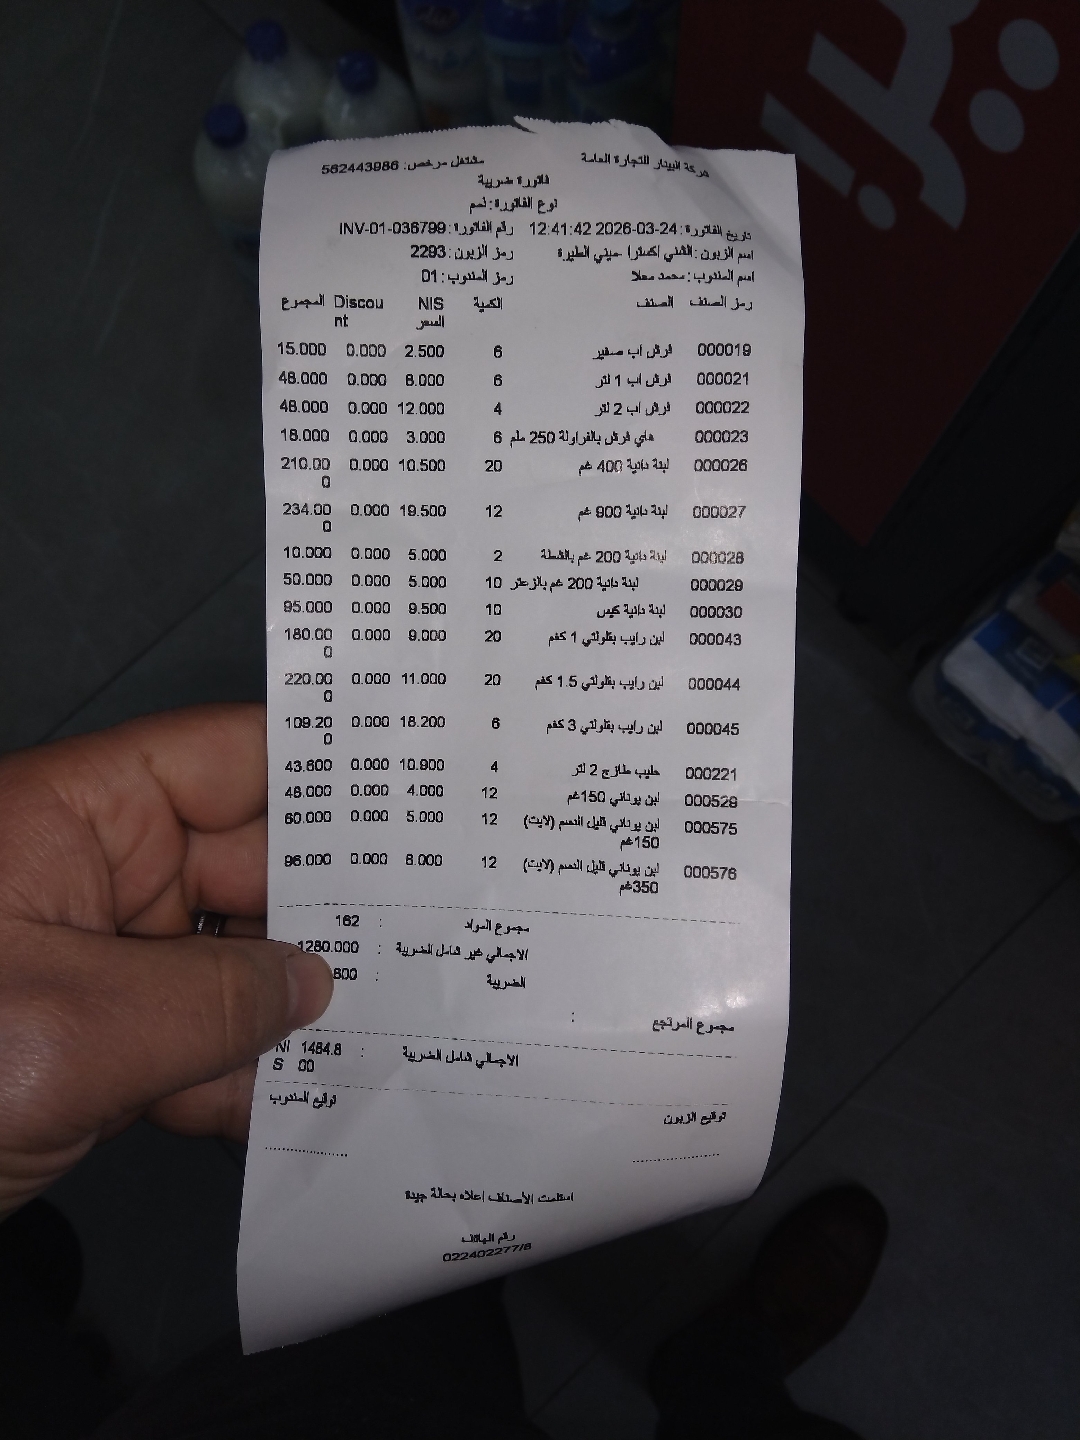 شركة البيدار للتجارة العامة مشتغل مرخص: 562443986
فاتورة ضريبة
نوع الفاتورة: ذمم
تاريخ الفاتورة: 24-03-2026 12:41:42 رقم الفاتورة: INV-01-036799
اسم الزبون: الشني اكسترا -ميني الطيرة رمز الزبون: 2293
اسم المندوب: محمد معلا رمز المندوب: 01
رمز الصنف الصنف الكمية NIS السعر Discount المجموع
000019 فرش اب صغير 6 2.500 0.000 15.000
000021 فرش اب 1 لتر 6 8.000 0.000 48.000
000022 فرش اب 2 لتر 4 12.000 0.000 48.000
000023 هاي فرش بالفراولة 250 ملم 6 3.000 0.000 18.000
000026 لبنة دانية 400 غم 20 10.500 0.000 210.000
000027 لبنة دانية 900 غم 12 19.500 0.000 234.000
000028 لبنة دانية 200 غم بالشطة 2 5.000 0.000 10.000
000029 لبنة دانية 200 غم بالزعتر 10 5.000 0.000 50.000
000030 لبنة دانية كيس 10 9.500 0.000 95.000
000043 لبن رايب بقلولتي 1 كغم 20 9.000 0.000 180.000
000044 لبن رايب بقلولتي 1.5 كغم 20 11.000 0.000 220.000
000045 لبن رايب بقلولتي 3 كغم 6 18.200 0.000 109.200
000221 حليب طازج 2 لتر 4 10.900 0.000 43.600
000529 لبن يوناني 150غم 12 4.000 0.000 48.000
000575 لبن يوناني قليل الدسم (لايت) 12 5.000 0.000 60.000
150غم
000576 لبن يوناني قليل الدسم (لايت) 12 8.000 0.000 96.000
350غم
مجموع المواد : 162
الاجمالي غير شامل الضريبة : 1280.000
الضريبة : .800
مجموع المرتجع :
الاجمالي شامل الضريبة : 1484.800 NIS
توقيع الزبون توقيع المندوب
استلمت الأصناف اعلاه بحالة جيدة
رقم الهاتف
022402277/6